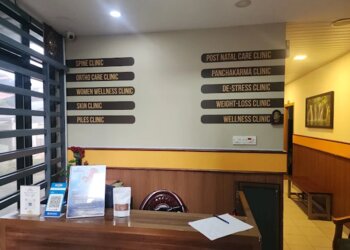 SPINE CLINIC
ORTHO CARE CLINIC
WOMEN WELLNESS CLINIC
SKIN CLINIC
PILES CLINIC
POST NATAL CARE CLINIC
PANCHAKARMA CLINIC
DE-STRESS CLINIC
WEIGHT-LOSS CLINIC
WELLNESS CLINIC